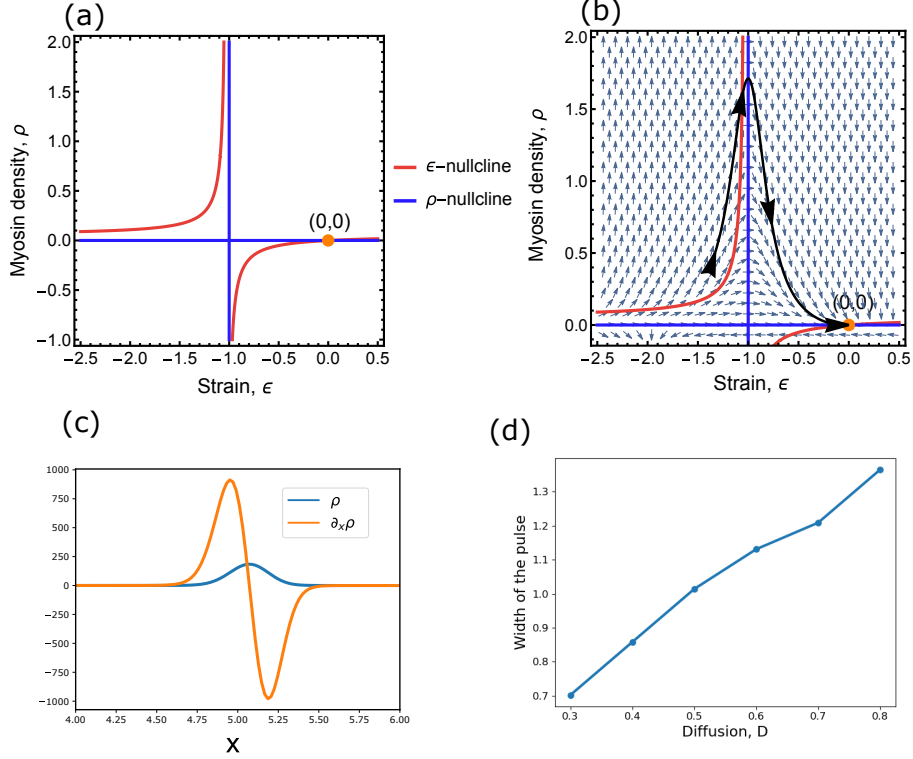 (a)
2.0
1.5
1.0
0.5
0.0
−0.5
−1.0
Myosin density, ρ
(0,0)
−2.5 −2.0 −1.5 −1.0 −0.5 0.0 0.5
Strain, ϵ
ϵ−nullcline
ρ−nullcline
(b)
2.0
1.5
1.0
0.5
0.0
Myosin density, ρ
(0,0)
−2.5 −2.0 −1.5 −1.0 −0.5 0.0 0.5
Strain, ϵ
(c)
1000
750
500
250
0
−250
−500
−750
−1000
ρ
∂ₓρ
4.00 4.25 4.50 4.75 5.00 5.25 5.50 5.75 6.00
x
(d)
Width of the pulse
1.3
1.2
1.1
1.0
0.9
0.8
0.7
0.3 0.4 0.5 0.6 0.7 0.8
Diffusion, D